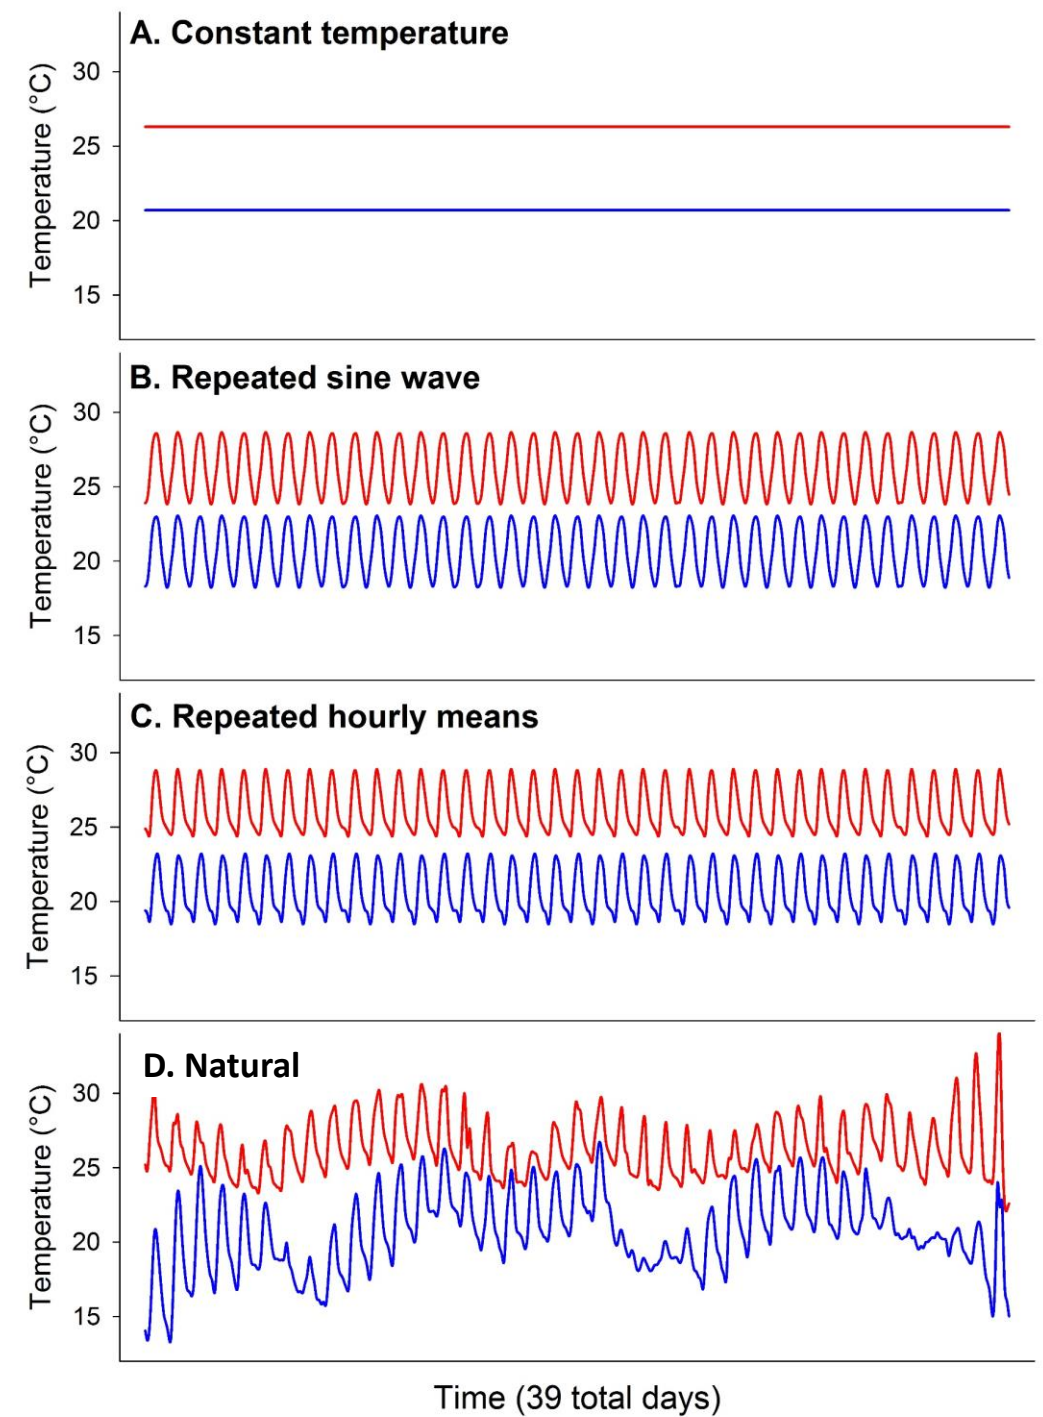 A. Constant temperature
Temperature (°C)
30
25
20
15
B. Repeated sine wave
Temperature (°C)
30
25
20
15
C. Repeated hourly means
Temperature (°C)
30
25
20
15
D. Natural
Temperature (°C)
30
25
20
15
Time (39 total days)